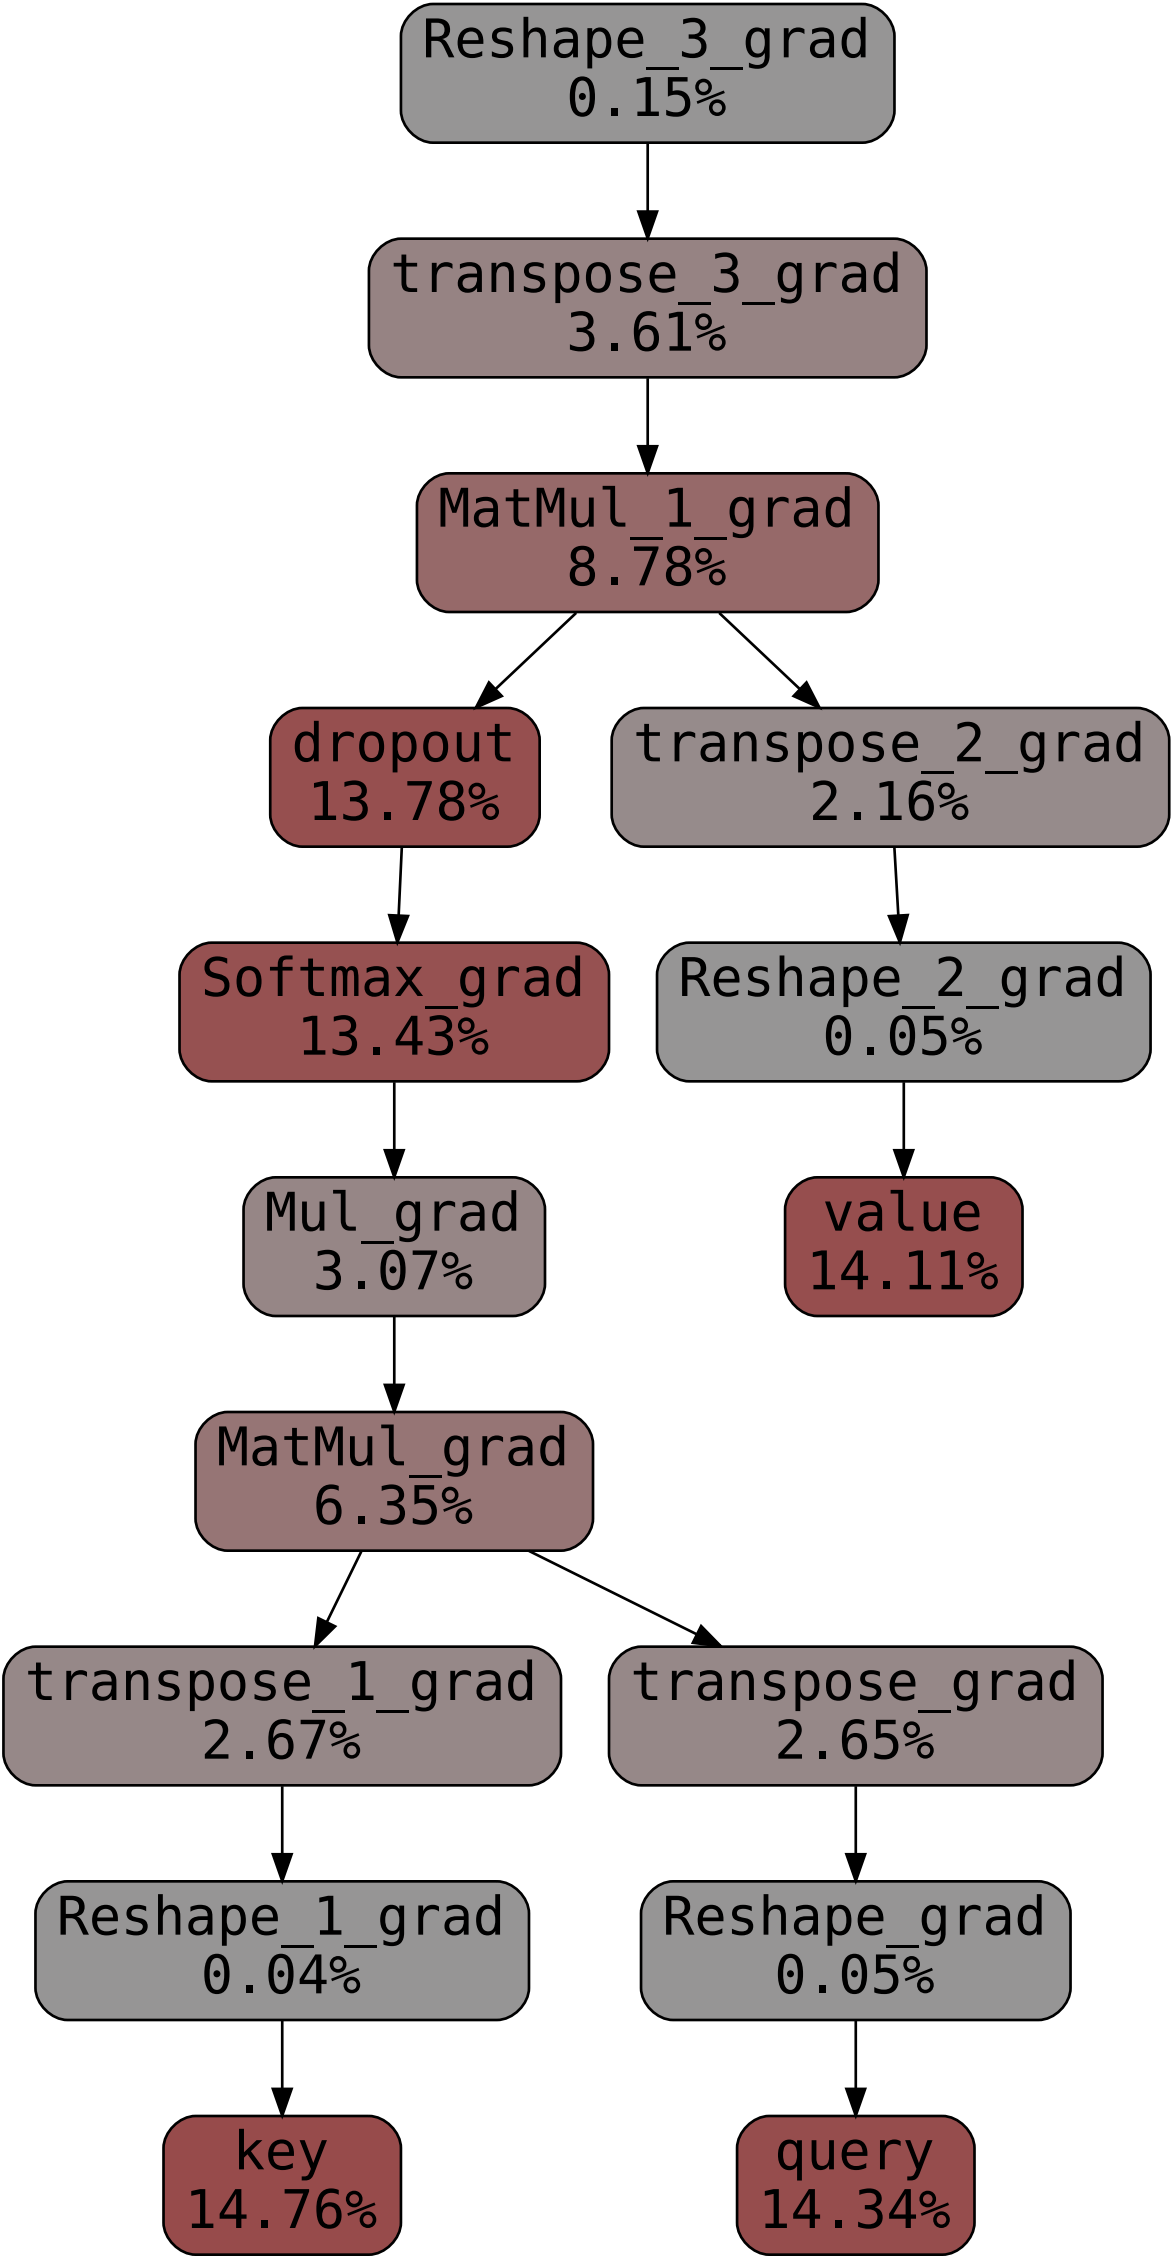 Reshape_3_grad
0.15%
transpose_3_grad
3.61%
MatMul_1_grad
8.78%
dropout
13.78%
transpose_2_grad
2.16%
Softmax_grad
13.43%
Reshape_2_grad
0.05%
Mul_grad
3.07%
value
14.11%
MatMul_grad
6.35%
transpose_1_grad
2.67%
transpose_grad
2.65%
Reshape_1_grad
0.04%
Reshape_grad
0.05%
key
14.76%
query
14.34%